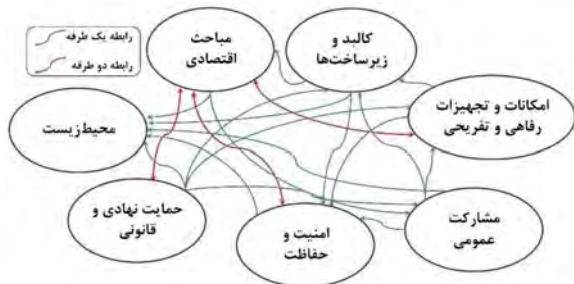 رابطه یک طرفه
رابطه دو طرفه
مباحث
اقتصادی
کالبد و
زیرساخت‌ها
امکانات و تجهیزات
رفاهی و تفریحی
محیط‌زیست
حمایت نهادی و
قانونی
امنیت و
حفاظت
مشارکت
عمومی